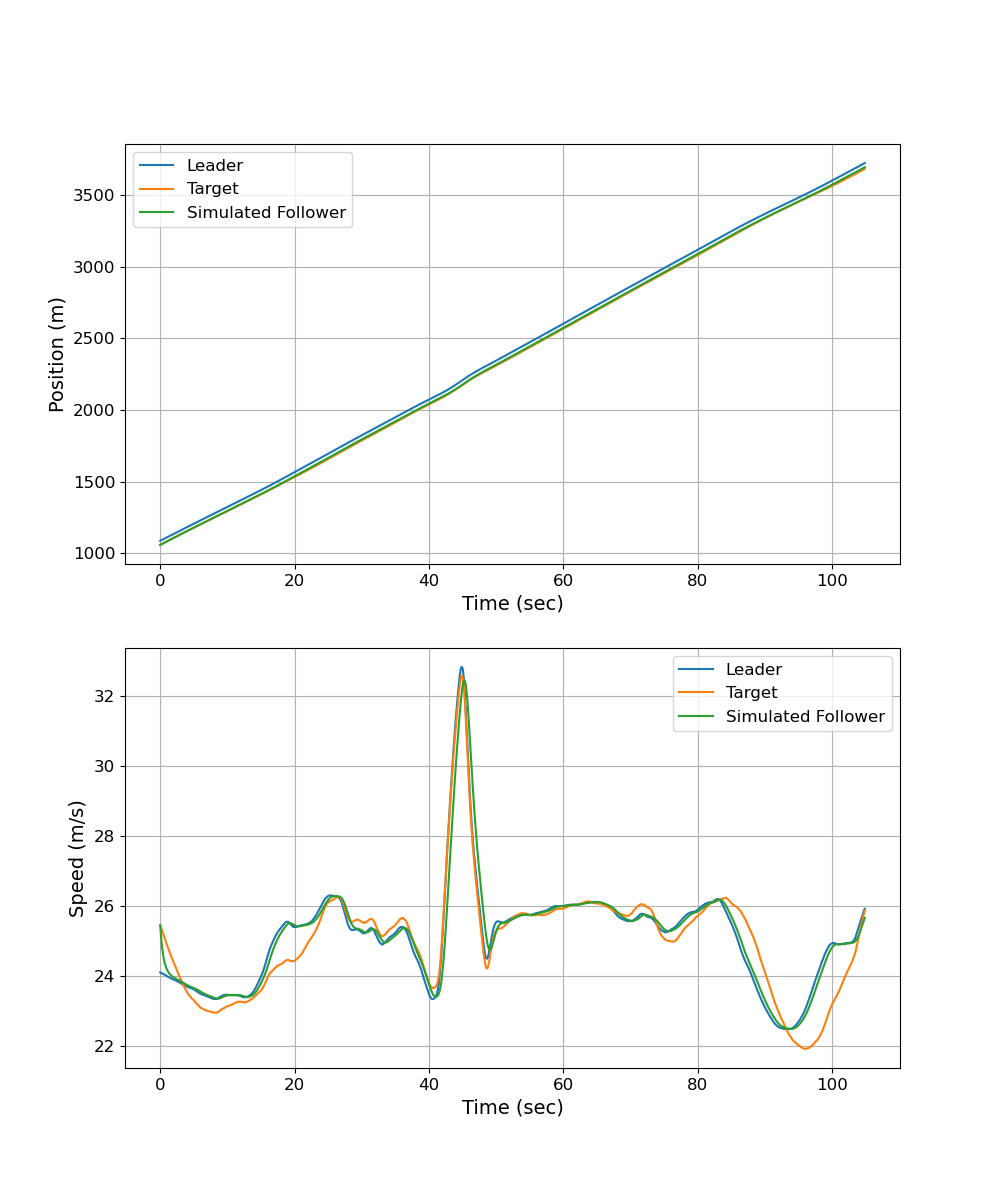 Leader
Target
Simulated Follower
3500
3000
2500
2000
1500
1000
Position (m)
0 20 40 60 80 100
Time (sec)
Leader
Target
Simulated Follower
32
30
28
26
24
22
Speed (m/s)
0 20 40 60 80 100
Time (sec)